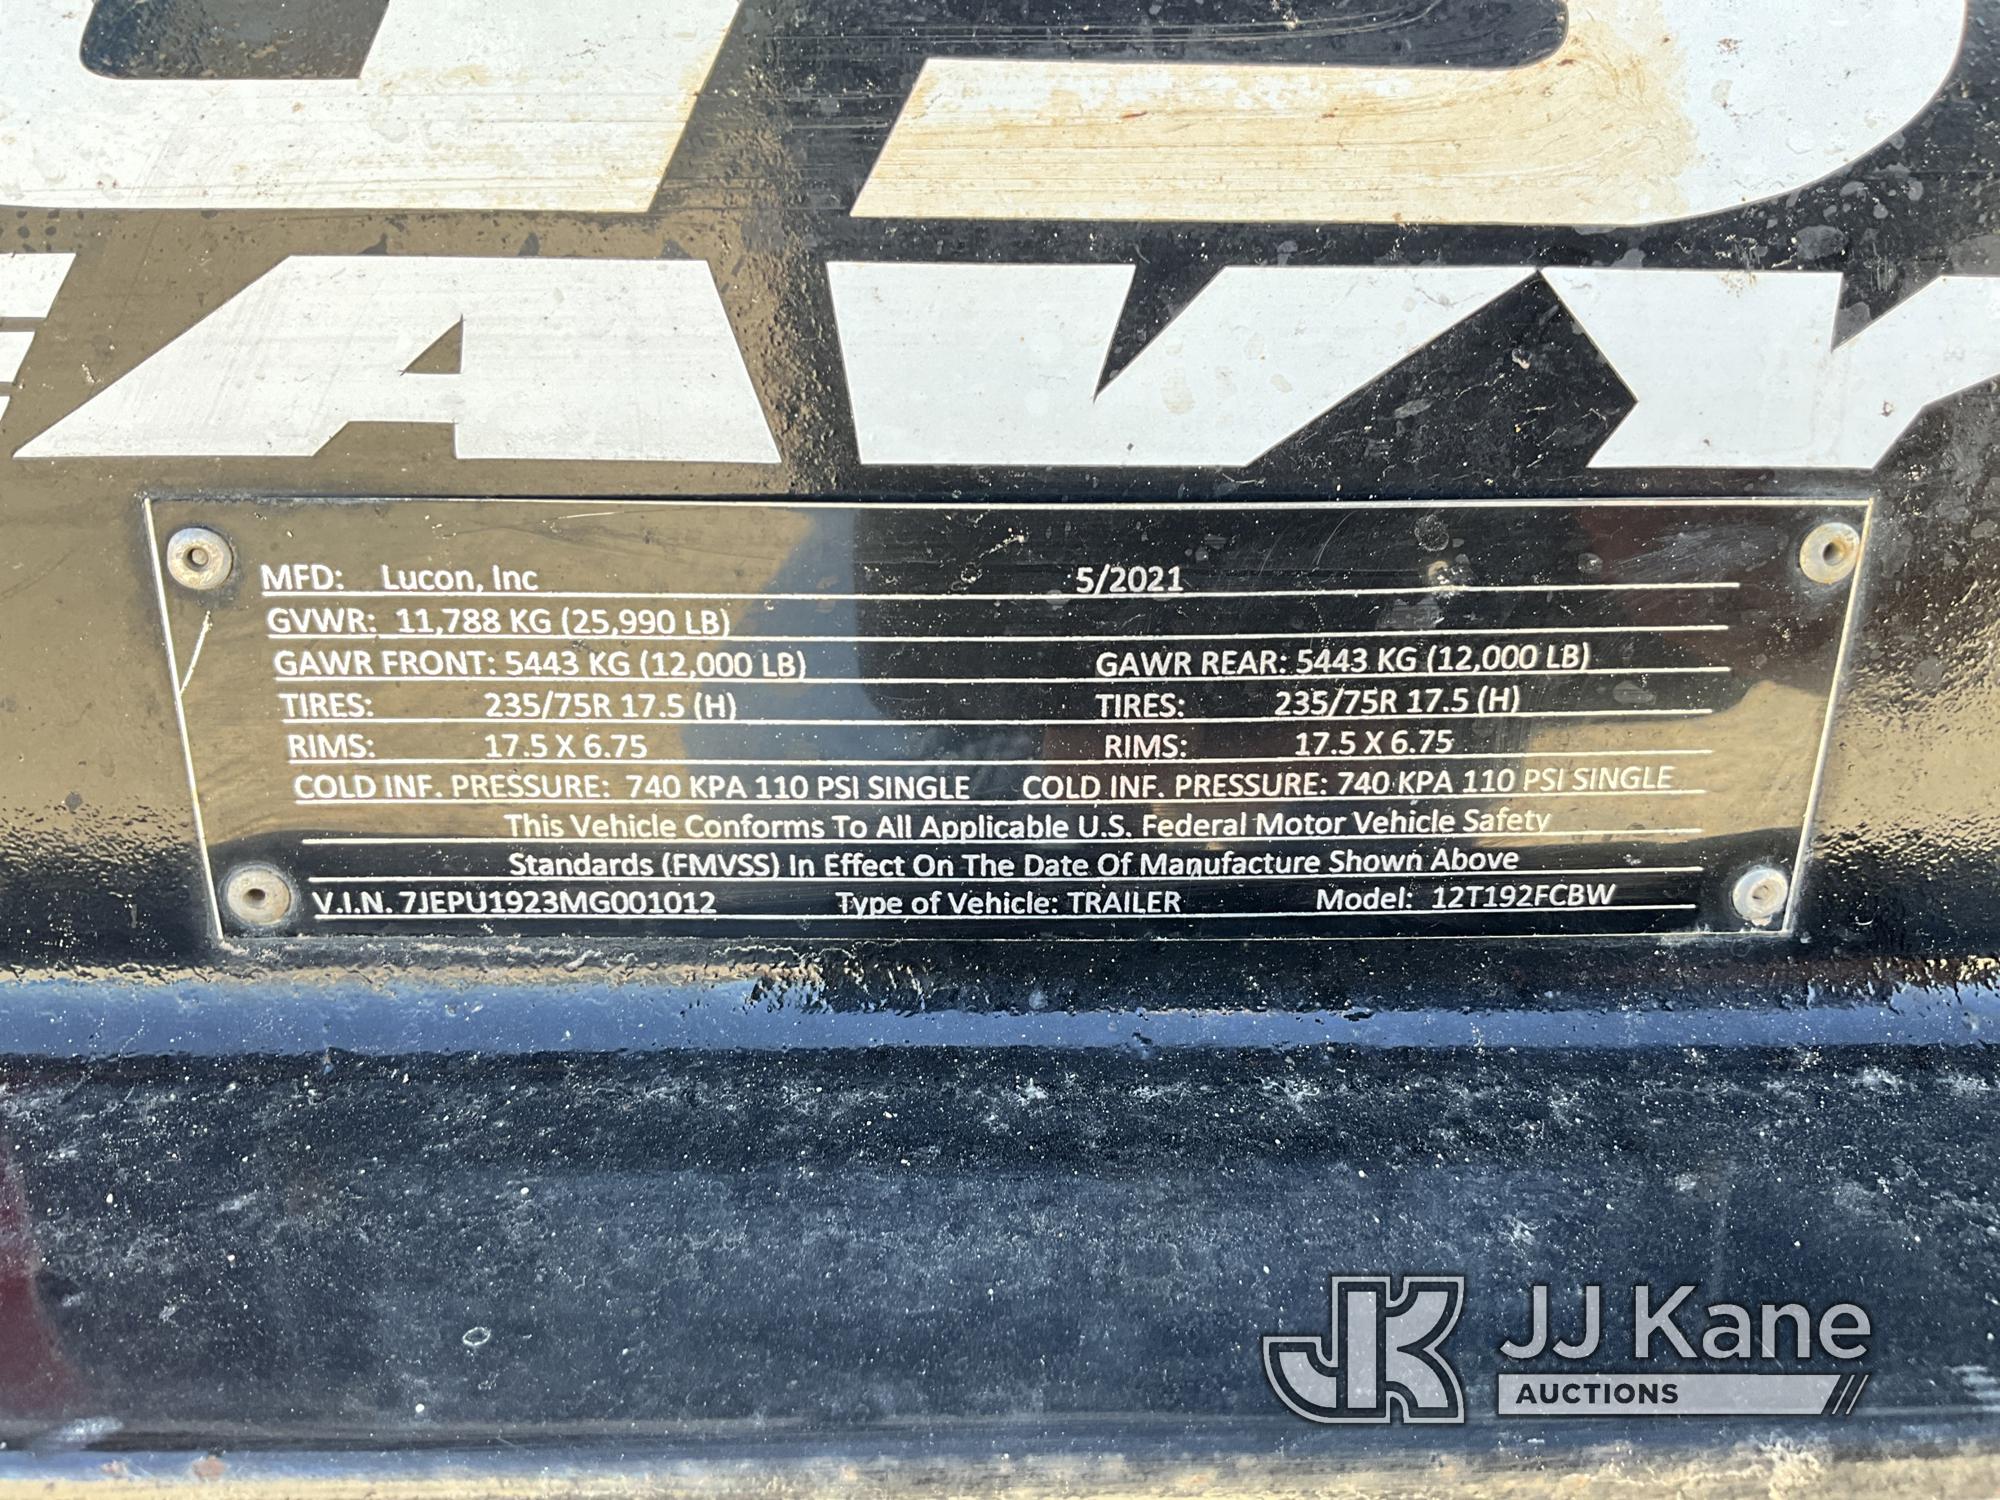 EAVY
MFD: Lucon, Inc 5/2021
GVWR: 11,788 KG (25,990 LB)
GAWR FRONT: 5443 KG (12,000 LB) GAWR REAR: 5443 KG (12,000 LB)
TIRES: 235/75R 17.5 (H) TIRES: 235/75R 17.5 (H)
RIMS: 17.5 X 6.75 RIMS: 17.5 X 6.75
COLD INF. PRESSURE: 740 KPA 110 PSI SINGLE COLD INF. PRESSURE: 740 KPA 110 PSI SINGLE
This Vehicle Conforms To All Applicable U.S. Federal Motor Vehicle Safety
Standards (FMVSS) In Effect On The Date Of Manufacture Shown Above
V.I.N. 7JEPU1923MG001012 Type of Vehicle: TRAILER Model: 12T192FCBW
JK JJ Kane
AUCTIONS